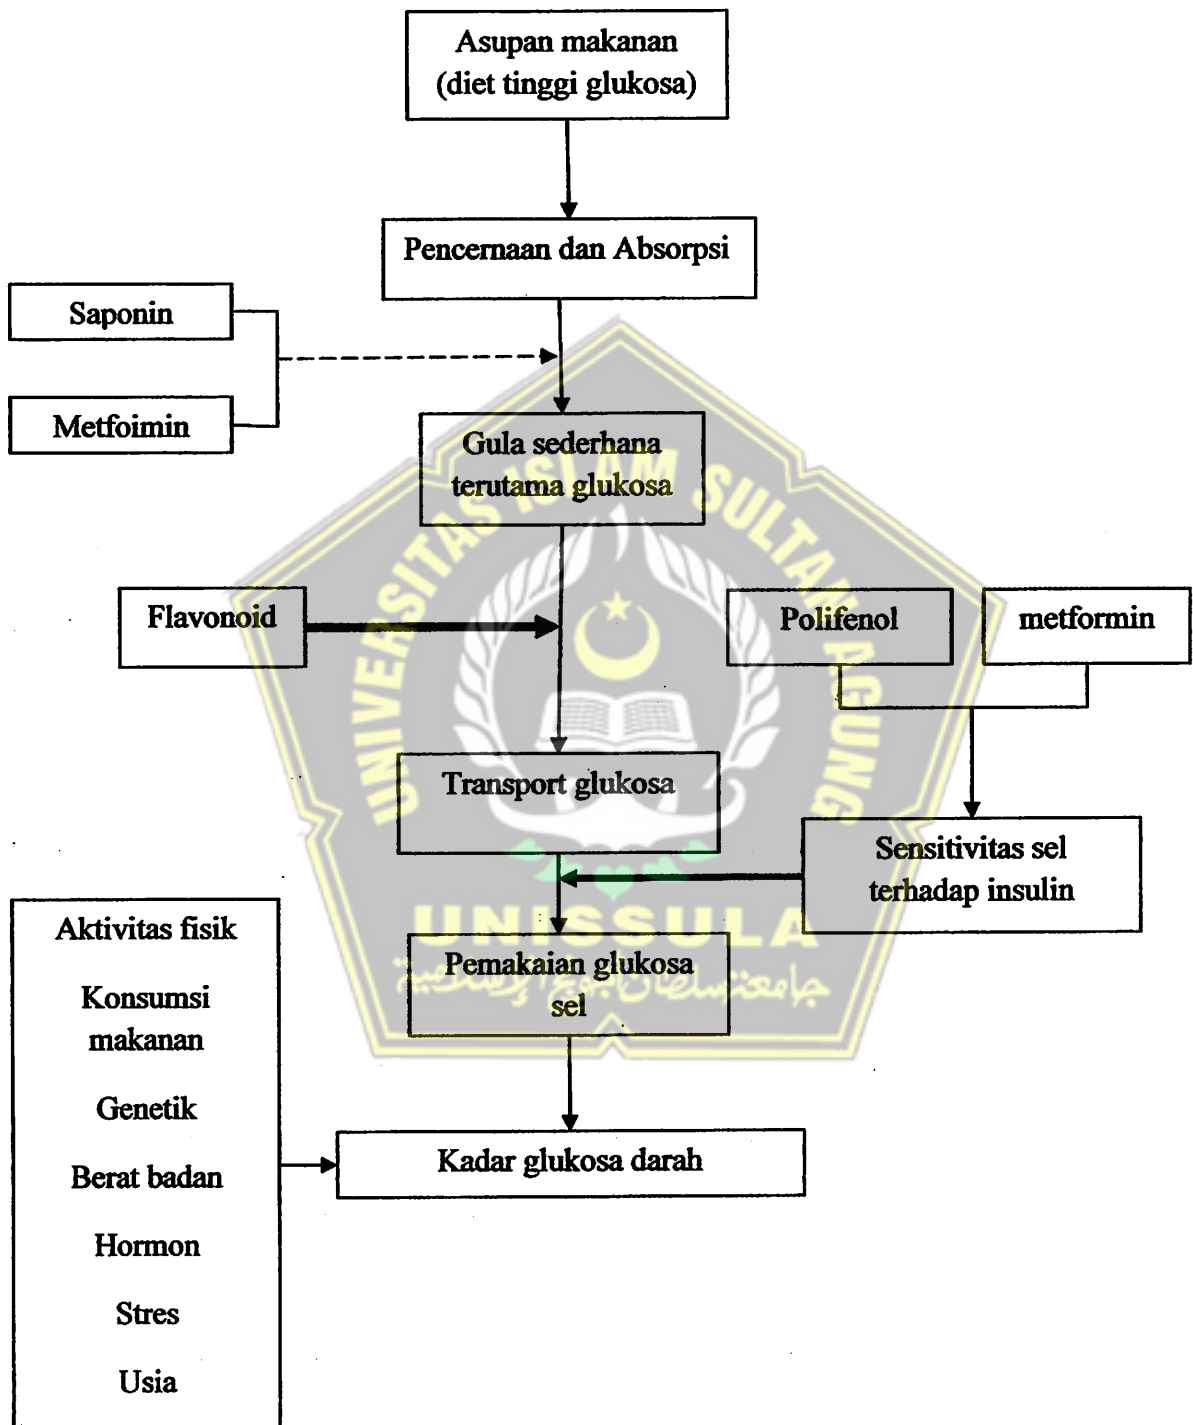 Asupan makanan
(diet tinggi glukosa)
Pencernaan dan Absorpsi
Saponin
Metfoimin
Gula sederhana
terutama glukosa
Flavonoid
Polifenol
metformin
Transport glukosa
Sensitivitas sel
terhadap insulin
Pemakaian glukosa
sel
Aktivitas fisik
Konsumsi
makanan
Genetik
Berat badan
Hormon
Stres
Usia
Kadar glukosa darah
UNIVERSITAS ISLAM SULTAN AGUNG
UNISSULA